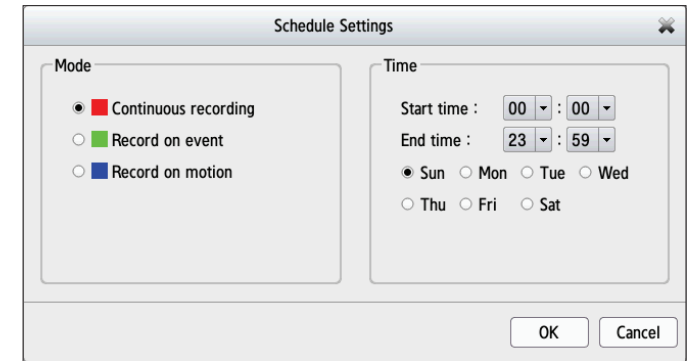 Schedule Settings
Mode
Continuous recording
Record on event
Record on motion
Time
Start time : 00 : 00
End time : 23 : 59
Sun Mon Tue Wed
Thu Fri Sat
OK Cancel